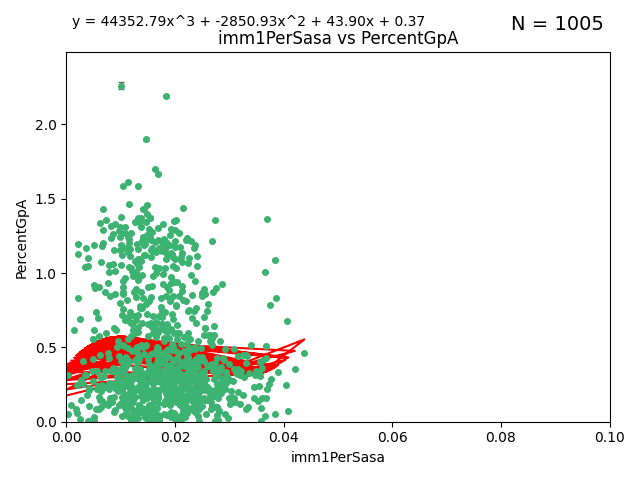 y = 44352.79x^3 + -2850.93x^2 + 43.90x + 0.37
N = 1005
imm1PerSasa vs PercentGpA
PercentGpA
2.0
1.5
1.0
0.5
0.0
0.00 0.02 0.04 0.06 0.08 0.10
imm1PerSasa